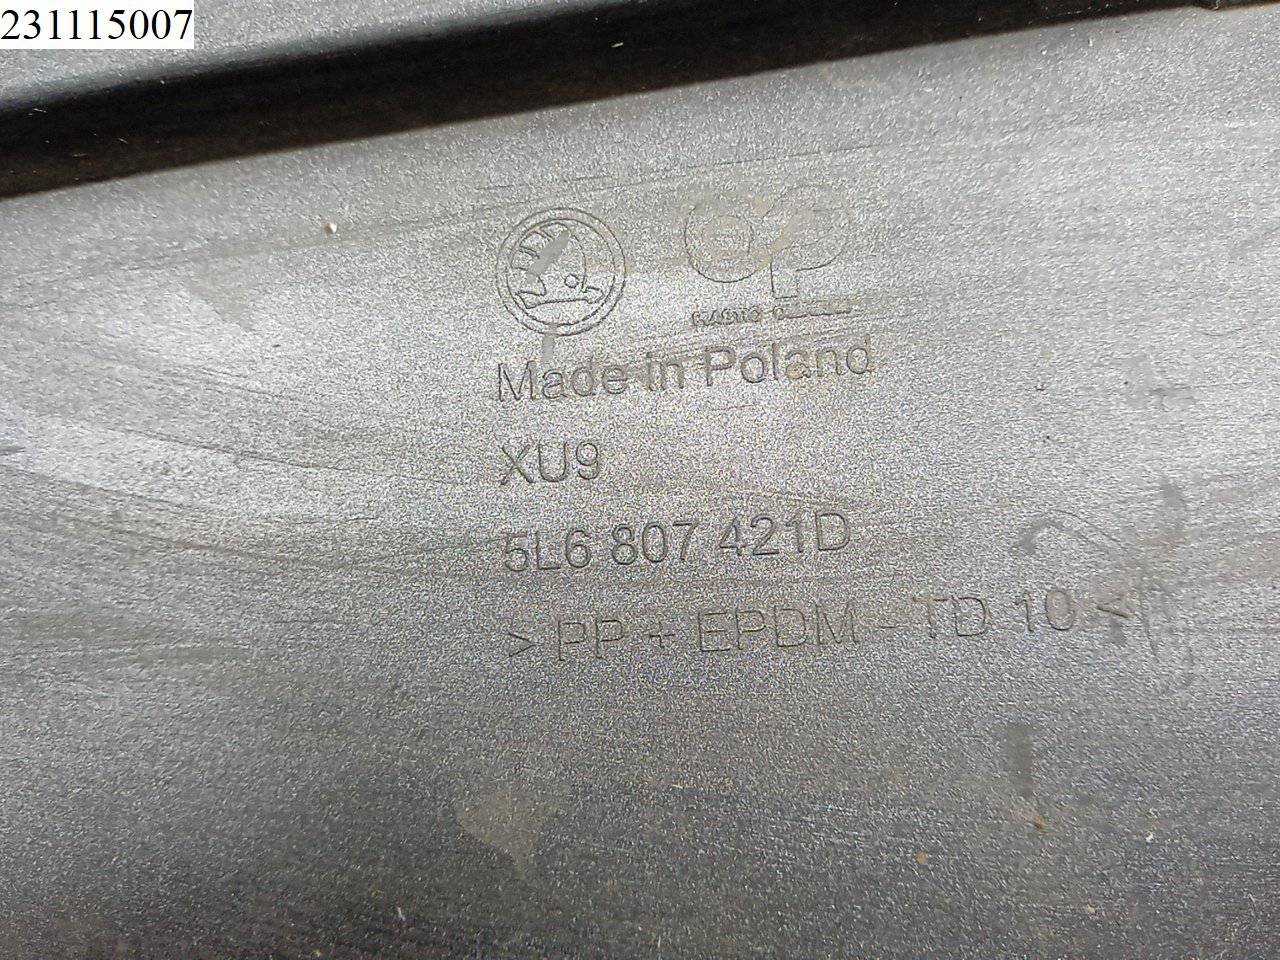 231115007
Made in Poland
XU9
5L6 807 421D
> PP + EPDM - TD 10 <